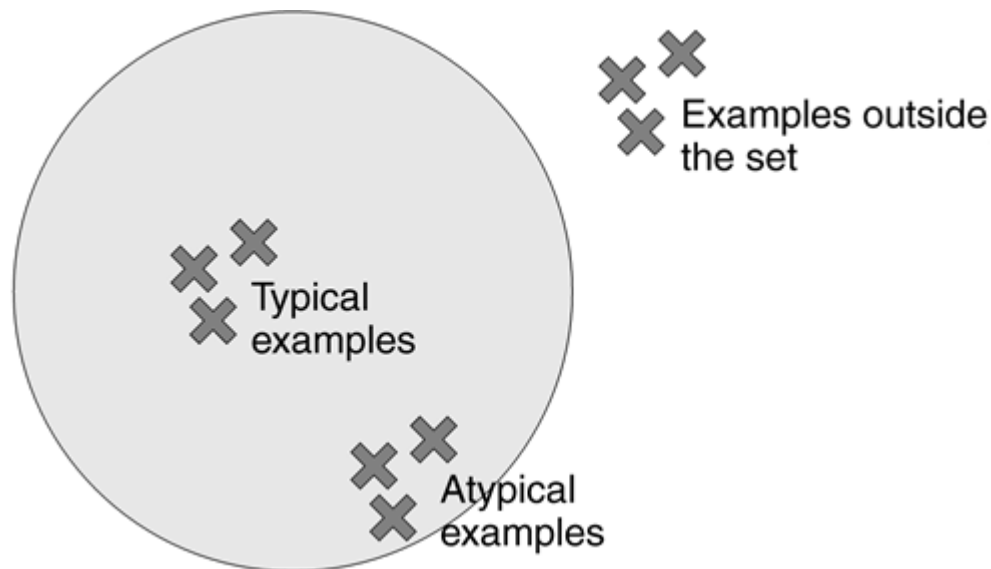 Examples outside
the set
Typical
examples
Atypical
examples